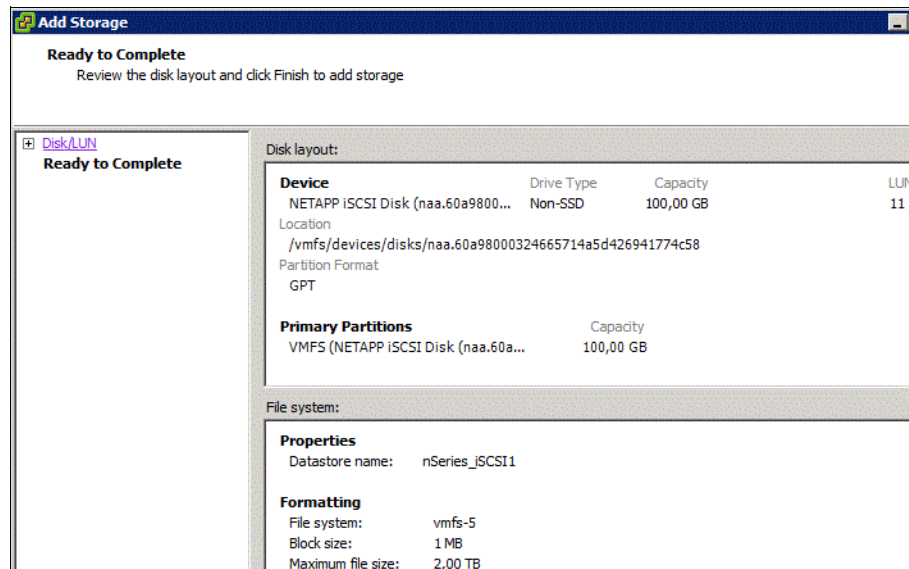 Add Storage
Ready to Complete
Review the disk layout and click Finish to add storage
Disk/LUN
Ready to Complete
Disk layout:
Device Drive Type Capacity LUN
NETAPP iSCSI Disk (naa.60a9800... Non-SSD 100,00 GB 11
Location
/vmfs/devices/disks/naa.60a98000324665714a5d426941774c58
Partition Format
GPT
Primary Partitions Capacity
VMFS (NETAPP iSCSI Disk (naa.60a... 100,00 GB
File system:
Properties
Datastore name: nSeries_iSCSI1
Formatting
File system: vmfs-5
Block size: 1 MB
Maximum file size: 2,00 TB